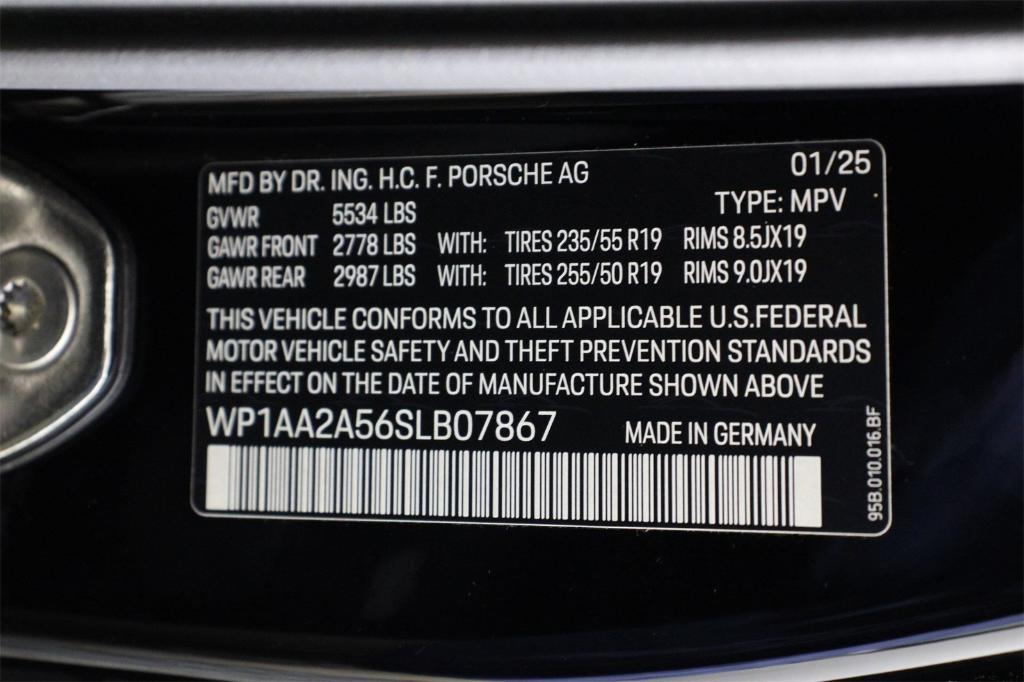 MFD BY DR. ING. H.C. F. PORSCHE AG 01/25
GVWR 5534 LBS TYPE: MPV
GAWR FRONT 2778 LBS WITH: TIRES 235/55 R19 RIMS 8.5JX19
GAWR REAR 2987 LBS WITH: TIRES 255/50 R19 RIMS 9.0JX19
THIS VEHICLE CONFORMS TO ALL APPLICABLE U.S.FEDERAL
MOTOR VEHICLE SAFETY AND THEFT PREVENTION STANDARDS
IN EFFECT ON THE DATE OF MANUFACTURE SHOWN ABOVE
WP1AA2A56SLB07867 MADE IN GERMANY
95B.010.016.BF